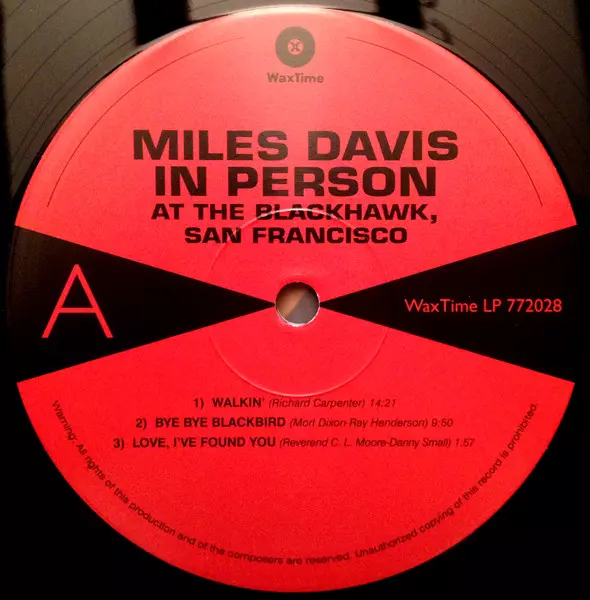 WaxTime
MILES DAVIS
IN PERSON
AT THE BLACKHAWK,
SAN FRANCISCO
A
WaxTime LP 772028
1) WALKIN' (Richard Carpenter) 14:21
2) BYE BYE BLACKBIRD (Mort Dixon-Ray Henderson) 9:50
3) LOVE, I'VE FOUND YOU (Reverend C. L. Moore-Danny Small) 1:57
Warning: All rights of this production and of the composers are reserved. Unauthorized copying of this record is prohibited.